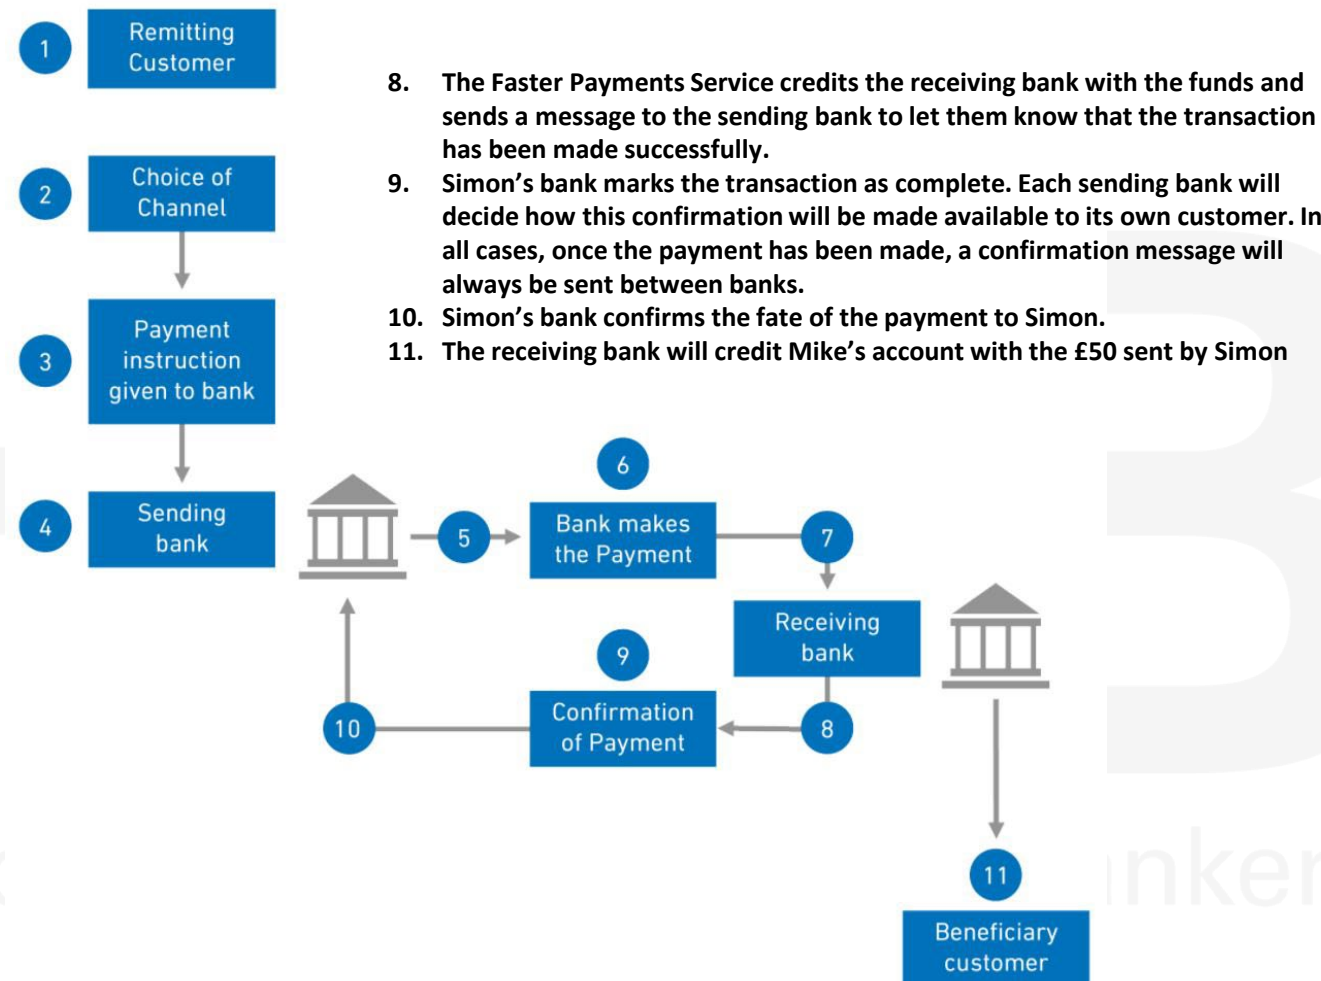 1
Remitting
Customer
8. The Faster Payments Service credits the receiving bank with the funds and
sends a message to the sending bank to let them know that the transaction
has been made successfully.
9. Simon’s bank marks the transaction as complete. Each sending bank will
decide how this confirmation will be made available to its own customer. In
all cases, once the payment has been made, a confirmation message will
always be sent between banks.
10. Simon’s bank confirms the fate of the payment to Simon.
11. The receiving bank will credit Mike’s account with the £50 sent by Simon
2
Choice of
Channel
3
Payment
instruction
given to bank
4
Sending
bank
5
6
Bank makes
the Payment
7
Receiving
bank
8
9
Confirmation
of Payment
10
11
Beneficiary
customer